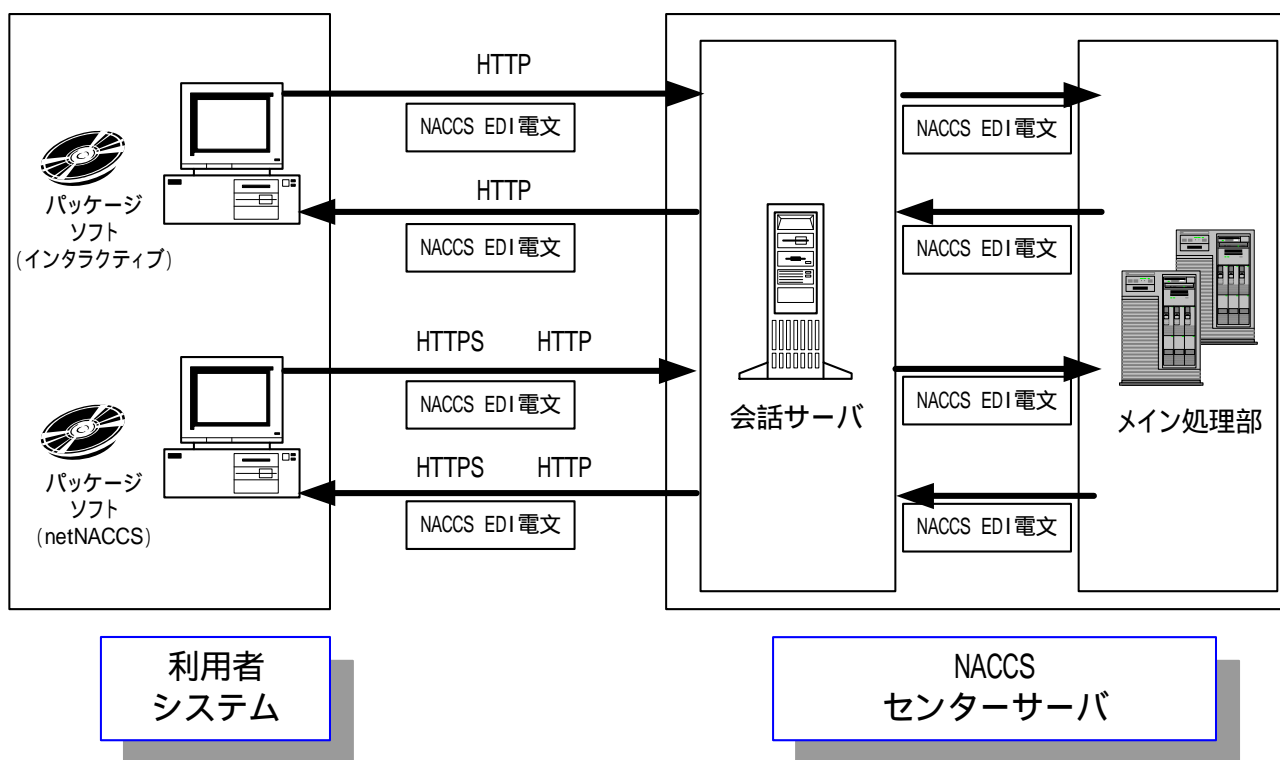 HTTP
NACCS EDI電文
NACCS EDI電文
HTTP
NACCS EDI電文
NACCS EDI電文
パッケージ
ソフト
(インタラクティブ)
HTTPS HTTP
NACCS EDI電文
NACCS EDI電文
会話サーバ
メイン処理部
HTTPS HTTP
NACCS EDI電文
NACCS EDI電文
パッケージ
ソフト
(netNACCS)
利用者
システム
NACCS
センターサーバ